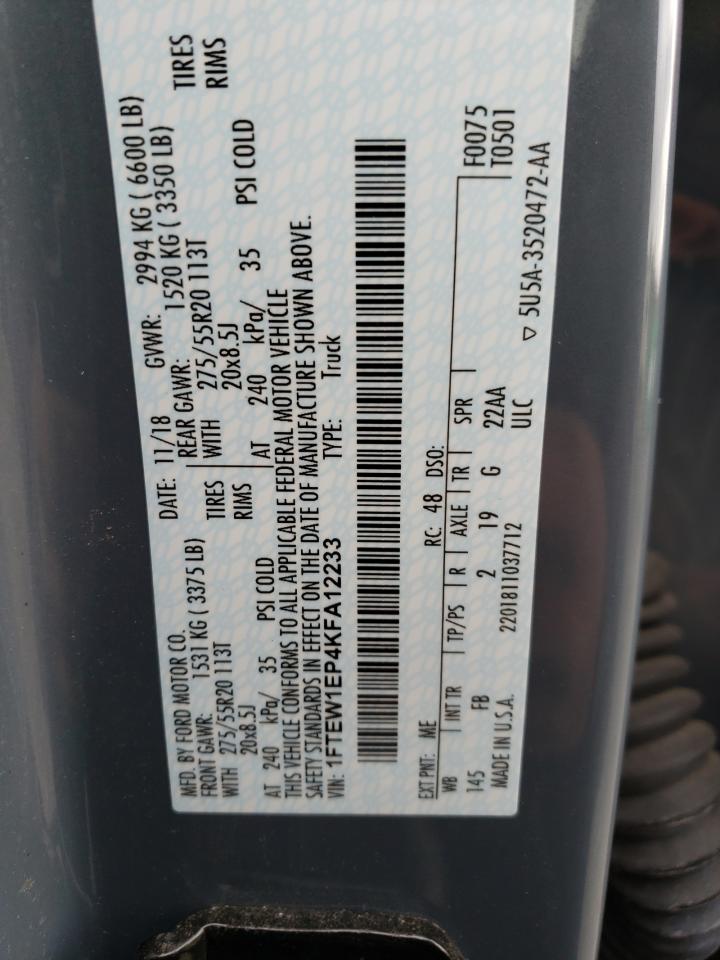 MFD. BY FORD MOTOR CO.
DATE: 11/18 GVWR: 2994 KG ( 6600 LB)
FRONT GAWR: 1531 KG ( 3375 LB) REAR GAWR: 1520 KG ( 3350 LB)
WITH 275/55R20 113T TIRES WITH 275/55R20 113T TIRES
20x8.5J RIMS 20x8.5J RIMS
AT 240 kPa/ 35 PSI COLD AT 240 kPa/ 35 PSI COLD
THIS VEHICLE CONFORMS TO ALL APPLICABLE FEDERAL MOTOR VEHICLE
SAFETY STANDARDS IN EFFECT ON THE DATE OF MANUFACTURE SHOWN ABOVE.
VIN: 1FTEW1EP4KFA12233 TYPE: Truck
EXT PNT: ME RC: 48 DSO: F0075
WB INT TR TP/PS R AXLE TR SPR T0501
145 FB 2 19 G 22AA
MADE IN U.S.A. 2201811037712 ULC ▽ 5U5A-3520472-AA